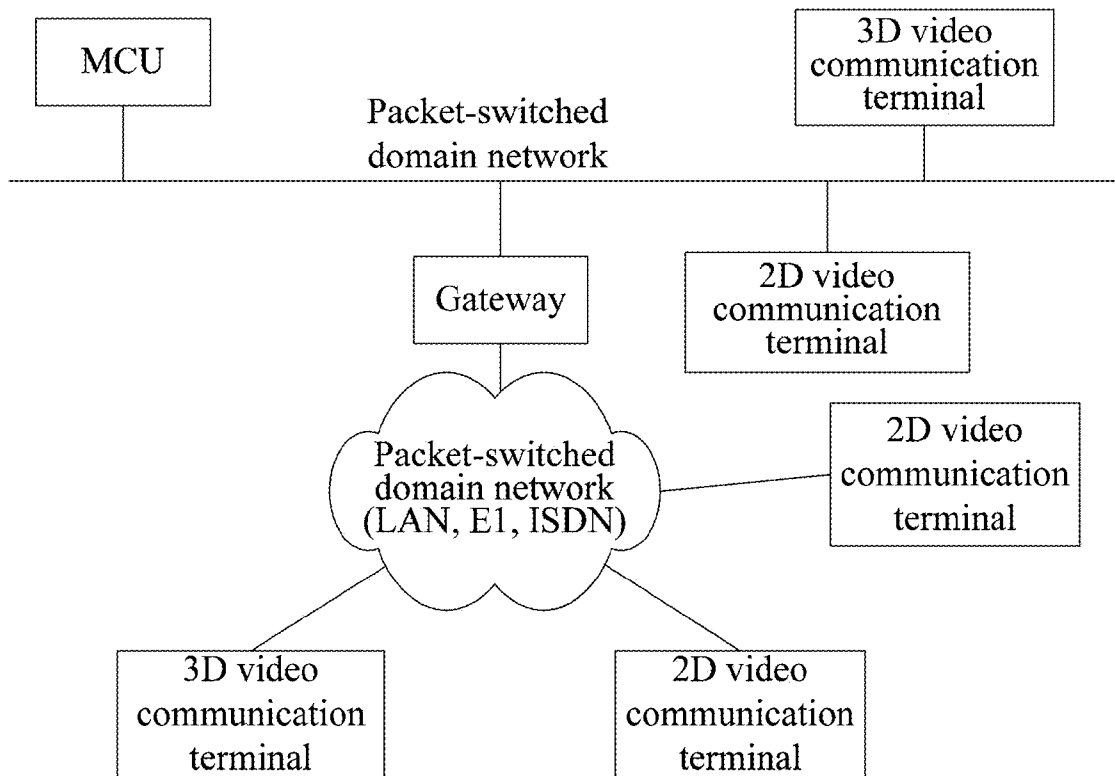 MCU
3D video
communication
terminal
Packet-switched
domain network
Gateway
2D video
communication
terminal
Packet-switched
domain network
(LAN, E1, ISDN)
2D video
communication
terminal
3D video
communication
terminal
2D video
communication
terminal